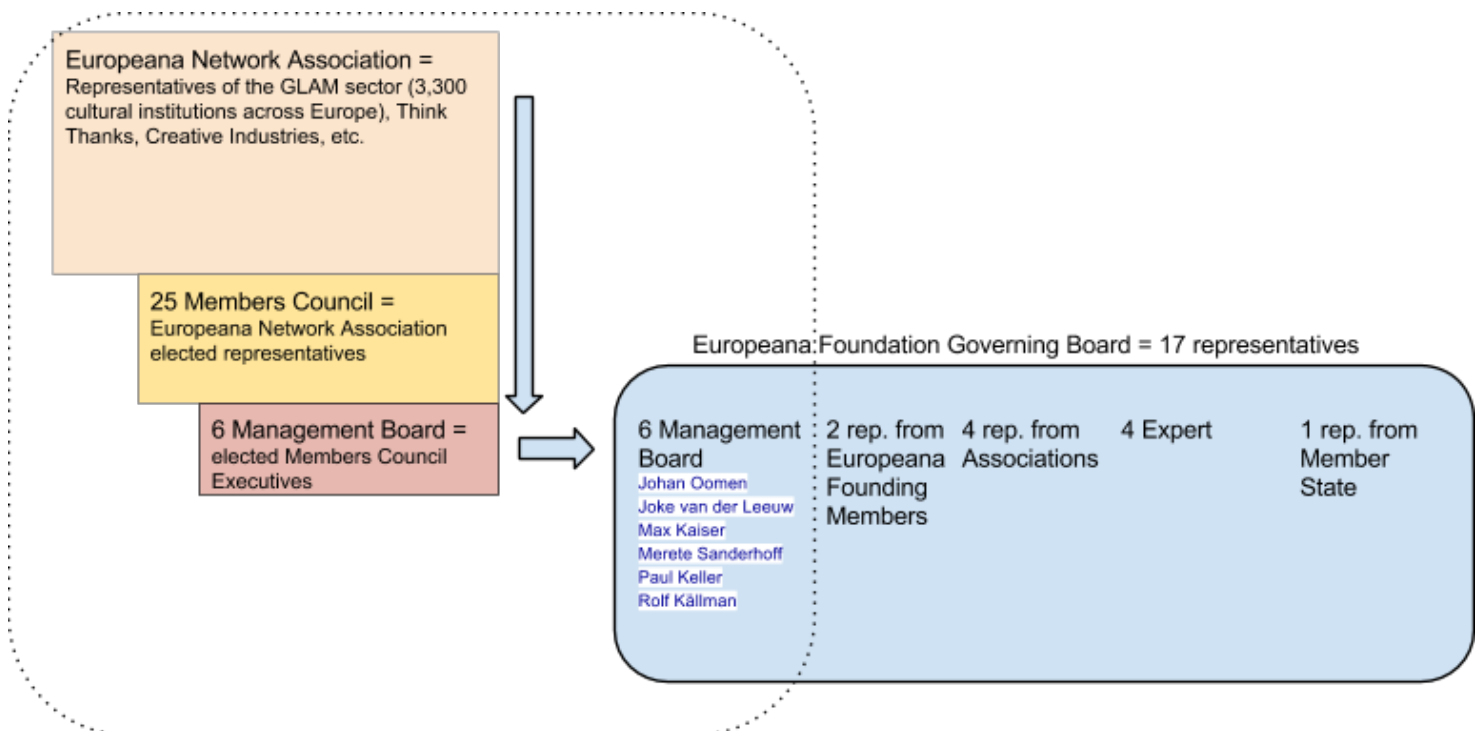 Europeana Network Association =
Representatives of the GLAM sector (3,300
cultural institutions across Europe), Think
Thanks, Creative Industries, etc.
25 Members Council =
Europeana Network Association
elected representatives
6 Management Board =
elected Members Council
Executives
Europeana Foundation Governing Board = 17 representatives
6 Management
Board
Johan Oomen
Joke van der Leeuw
Max Kaiser
Merete Sanderhoff
Paul Keller
Rolf Källman
2 rep. from
Europeana
Founding
Members
4 rep. from
Associations
4 Expert
1 rep. from
Member
State